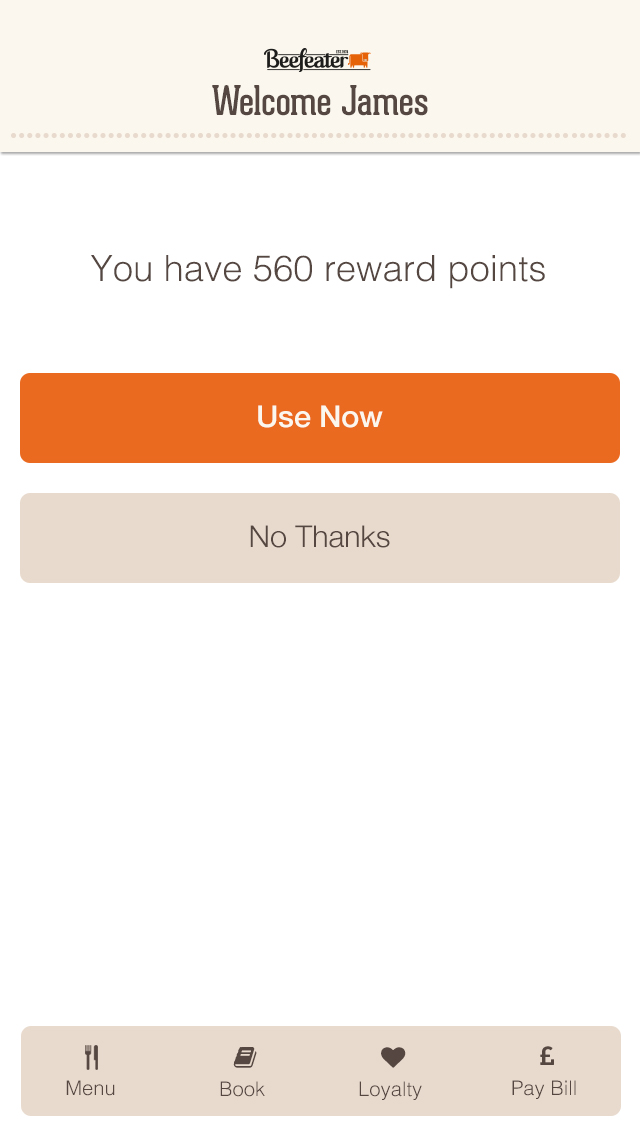 Beefeater
Welcome James
You have 560 reward points
Use Now
No Thanks
£
Menu
Book
Loyalty
Pay Bill